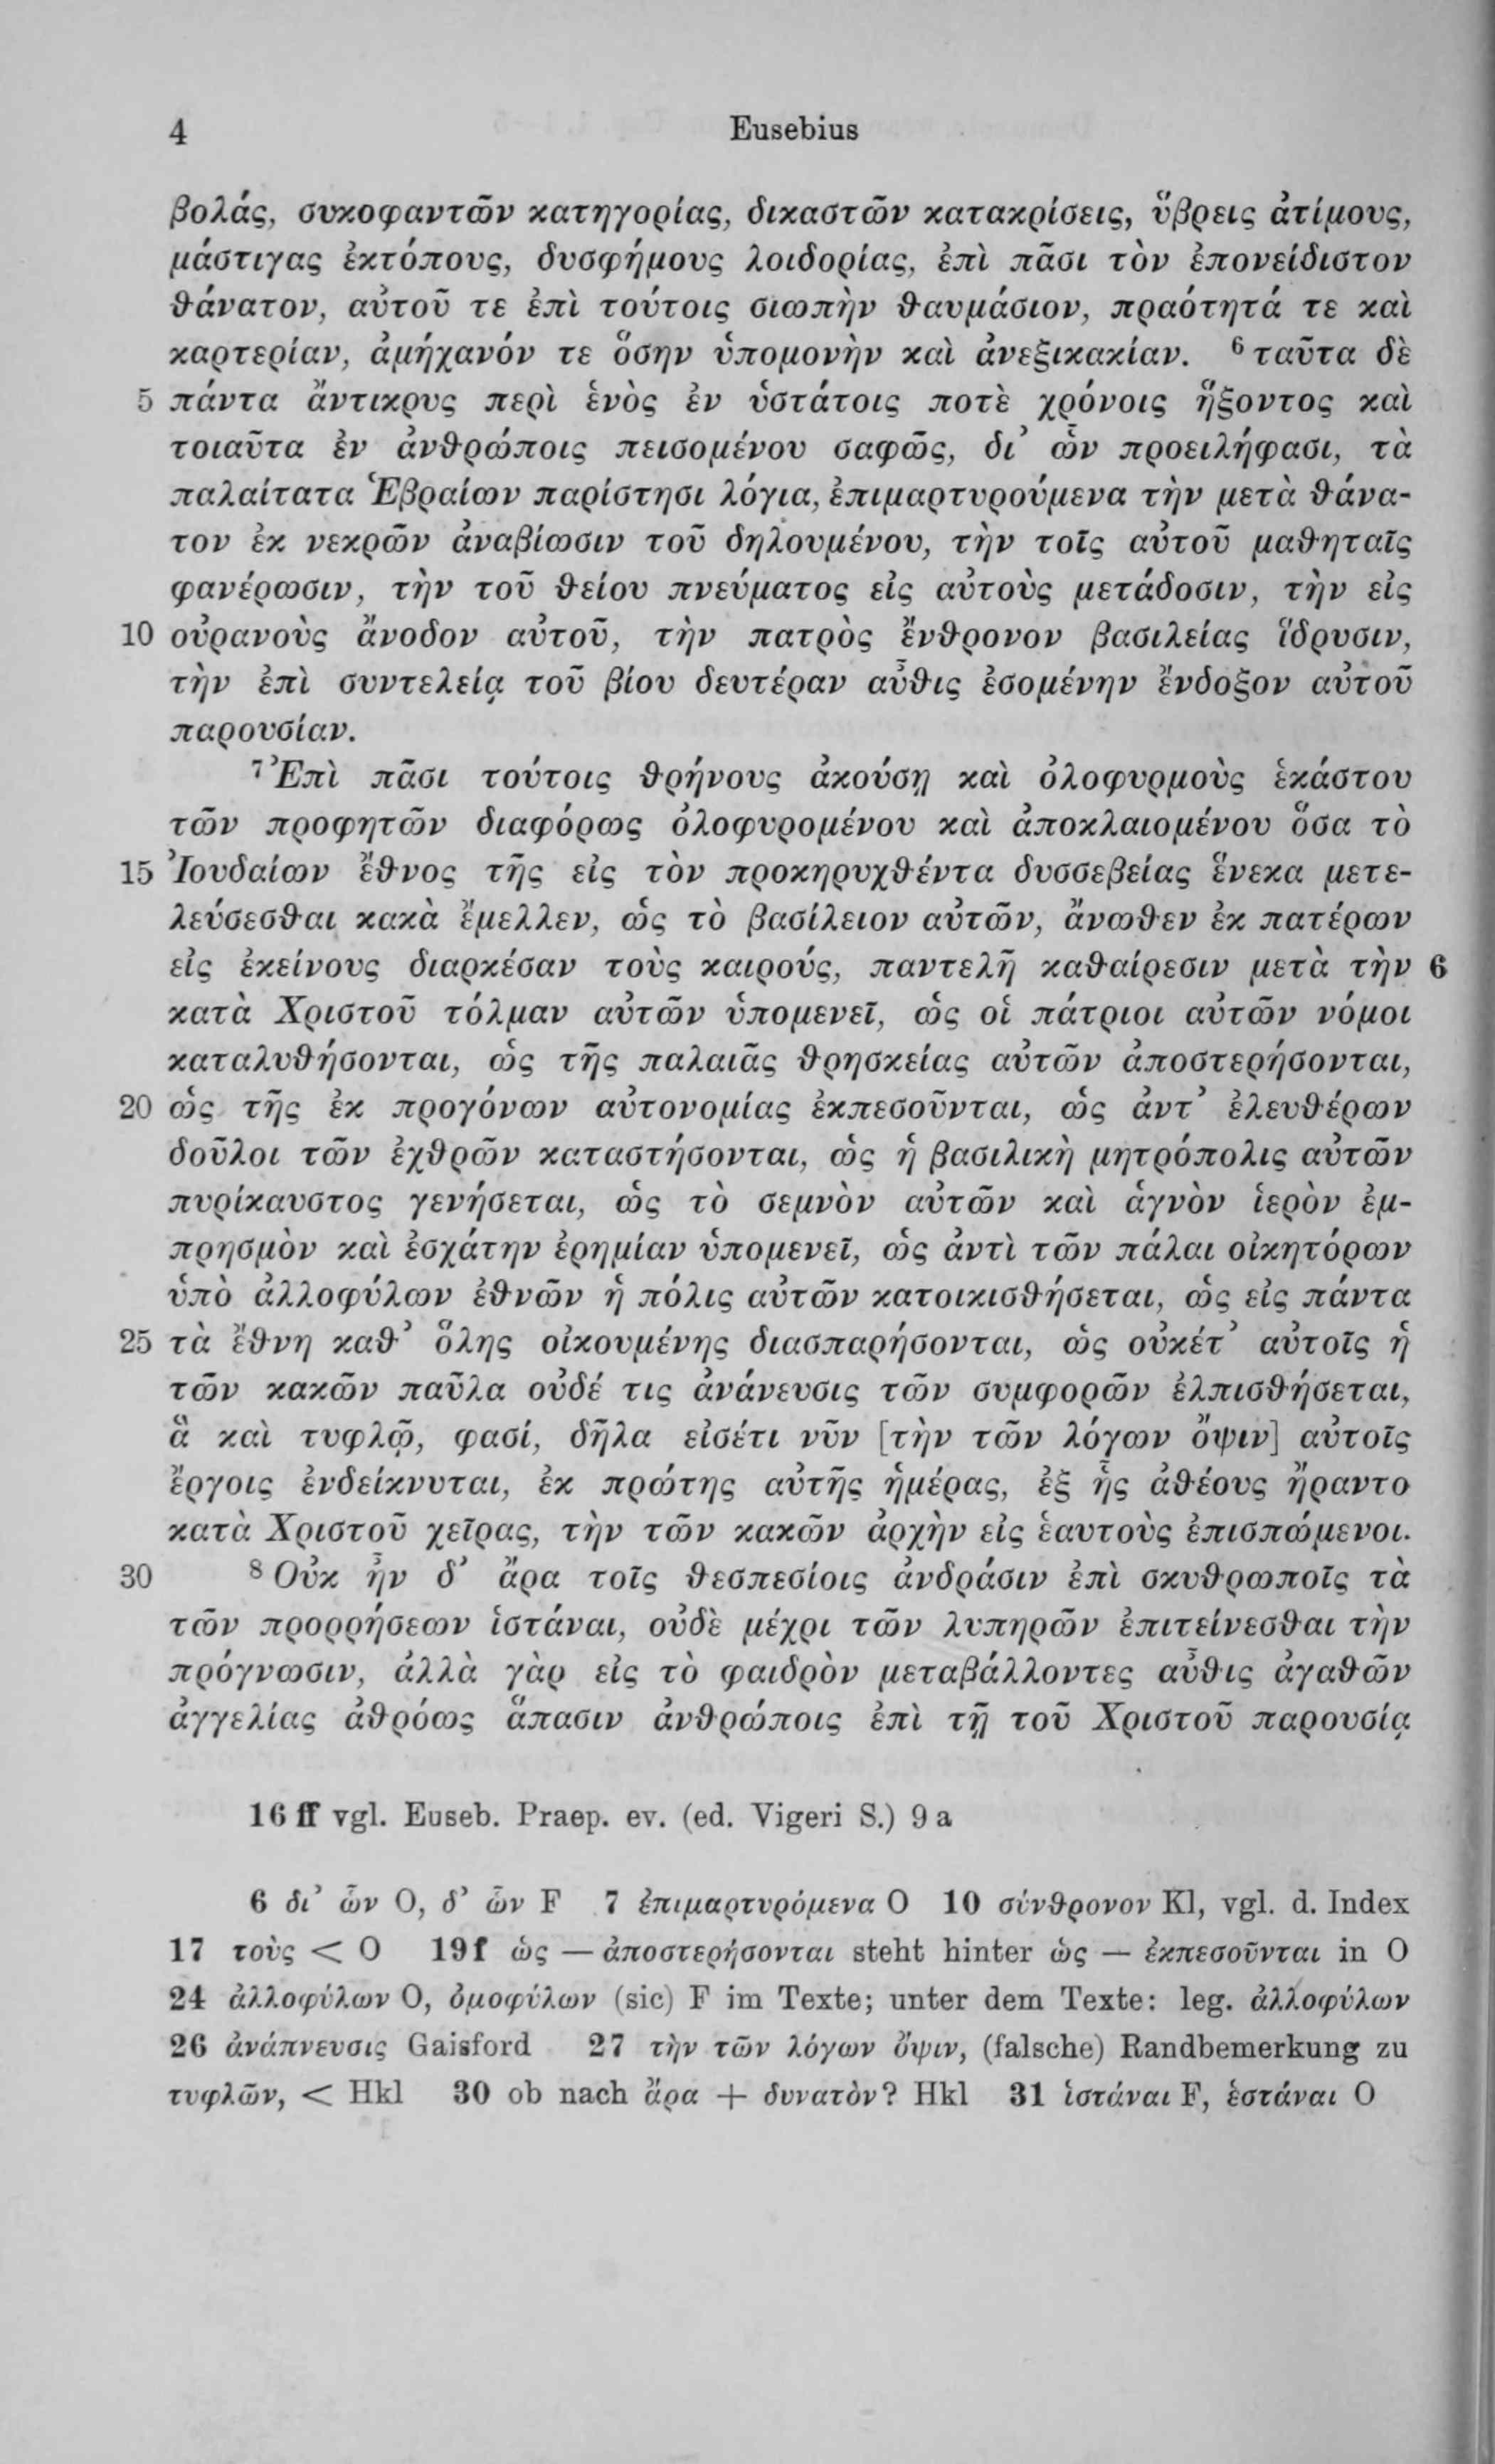 4 Eusebius
βολάς, συκοφαντῶν κατηγορίας, δικαστῶν κατακρίσεις, ὕβρεις ἀτίμους,
μάστιγας ἐκτόπους, δυσφήμους λοιδορίας, ἐπὶ πᾶσι τὸν ἐπονείδιστον
θάνατον, αὐτοῦ τε ἐπὶ τούτοις σιωπὴν θαυμάσιον, πραότητά τε καὶ
καρτερίαν, ἀμήχανόν τε ὅσην ὑπομονὴν καὶ ἀνεξικακίαν. 6 ταῦτα δὲ
5 πάντα ἄντικρυς περὶ ἑνὸς ἐν ὑστάτοις ποτὲ χρόνοις ἥξοντος καὶ
τοιαῦτα ἐν ἀνθρώποις πεισομένου σαφῶς, δι᾽ ὧν προειλήφασι, τὰ
παλαίτατα Ἑβραίων παρίστησι λόγια, ἐπιμαρτυρούμενα τὴν μετὰ θάνα-
τον ἐκ νεκρῶν ἀναβίωσιν τοῦ δηλουμένου, τὴν τοῖς αὐτοῦ μαθηταῖς
φανέρωσιν, τὴν τοῦ θείου πνεύματος εἰς αὐτοὺς μετάδοσιν, τὴν εἰς
10 οὐρανοὺς ἄνοδον αὐτοῦ, τὴν πατρὸς ἔνθρονον βασιλείας ἵδρυσιν,
τὴν ἐπὶ συντελείᾳ τοῦ βίου δευτέραν αὖθις ἐσομένην ἔνδοξον αὐτοῦ
παρουσίαν.
7 Ἐπὶ πᾶσι τούτοις θρήνους ἀκούσῃ καὶ ὀλοφυρμοὺς ἑκάστου
τῶν προφητῶν διαφόρως ὀλοφυρομένου καὶ ἀποκλαιομένου ὅσα τὸ
15 Ἰουδαίων ἔθνος τῆς εἰς τὸν προκηρυχθέντα δυσσεβείας ἕνεκα μετε-
λεύσεσθαι κακὰ ἔμελλεν, ὡς τὸ βασίλειον αὐτῶν, ἄνωθεν ἐκ πατέρων
εἰς ἐκείνους διαρκέσαν τοὺς καιρούς, παντελῆ καθαίρεσιν μετὰ τὴν 6
κατὰ Χριστοῦ τόλμαν αὐτῶν ὑπομενεῖ, ὡς οἱ πάτριοι αὐτῶν νόμοι
καταλυθήσονται, ὡς τῆς παλαιᾶς θρησκείας αὐτῶν ἀποστερήσονται,
20 ὡς τῆς ἐκ προγόνων αὐτονομίας ἐκπεσοῦνται, ὡς ἀντ᾽ ἐλευθέρων
δοῦλοι τῶν ἐχθρῶν καταστήσονται, ὡς ἡ βασιλικὴ μητρόπολις αὐτῶν
πυρίκαυστος γενήσεται, ὡς τὸ σεμνὸν αὐτῶν καὶ ἁγνὸν ἱερὸν ἐμ-
πρησμὸν καὶ ἐσχάτην ἐρημίαν ὑπομενεῖ, ὡς ἀντὶ τῶν πάλαι οἰκητόρων
ὑπὸ ἀλλοφύλων ἐθνῶν ἡ πόλις αὐτῶν κατοικισθήσεται, ὡς εἰς πάντα
25 τὰ ἔθνη καθ᾽ ὅλης οἰκουμένης διασπαρήσονται, ὡς οὐκέτ᾽ αὐτοῖς ἡ
τῶν κακῶν παῦλα οὐδέ τις ἀνάνευσις τῶν συμφορῶν ἐλπισθήσεται,
ἃ καὶ τυφλῷ, φασί, δῆλα εἰσέτι νῦν [τὴν τῶν λόγων ὄψιν] αὐτοῖς
ἔργοις ἐνδείκνυται, ἐκ πρώτης αὐτῆς ἡμέρας, ἐξ ἧς ἀθέους ἤραντο
κατὰ Χριστοῦ χεῖρας, τὴν τῶν κακῶν ἀρχὴν εἰς ἑαυτοὺς ἐπισπώμενοι.
30 8 Οὐκ ἦν δ᾽ ἄρα τοῖς θεσπεσίοις ἀνδράσιν ἐπὶ σκυθρωποῖς τὰ
τῶν προρρήσεων ἱστάναι, οὐδὲ μέχρι τῶν λυπηρῶν ἐπιτείνεσθαι τὴν
πρόγνωσιν, ἀλλὰ γὰρ εἰς τὸ φαιδρὸν μεταβάλλοντες αὖθις ἀγαθῶν
ἀγγελίας ἀθρόως ἅπασιν ἀνθρώποις ἐπὶ τῇ τοῦ Χριστοῦ παρουσίᾳ
16 ff vgl. Euseb. Praep. ev. (ed. Vigeri S.) 9 a
6 δι᾽ ὧν O, δ᾽ ὧν F 7 ἐπιμαρτυρόμενα O 10 σύνθρονον Kl, vgl. d. Index
17 τοὺς < O 19 f ὡς — ἀποστερήσονται steht hinter ὡς — ἐκπεσοῦνται in O
24 ἀλλοφύλων O, ὁμοφύλων (sic) F im Texte; unter dem Texte: leg. ἀλλοφύλων
26 ἀνάπνευσις Gaisford 27 τὴν τῶν λόγων ὄψιν, (falsche) Randbemerkung zu
τυφλῶν, < Hkl 30 ob nach ἄρα + δυνατὸν? Hkl 31 ἱστάναι F, ἑστάναι O